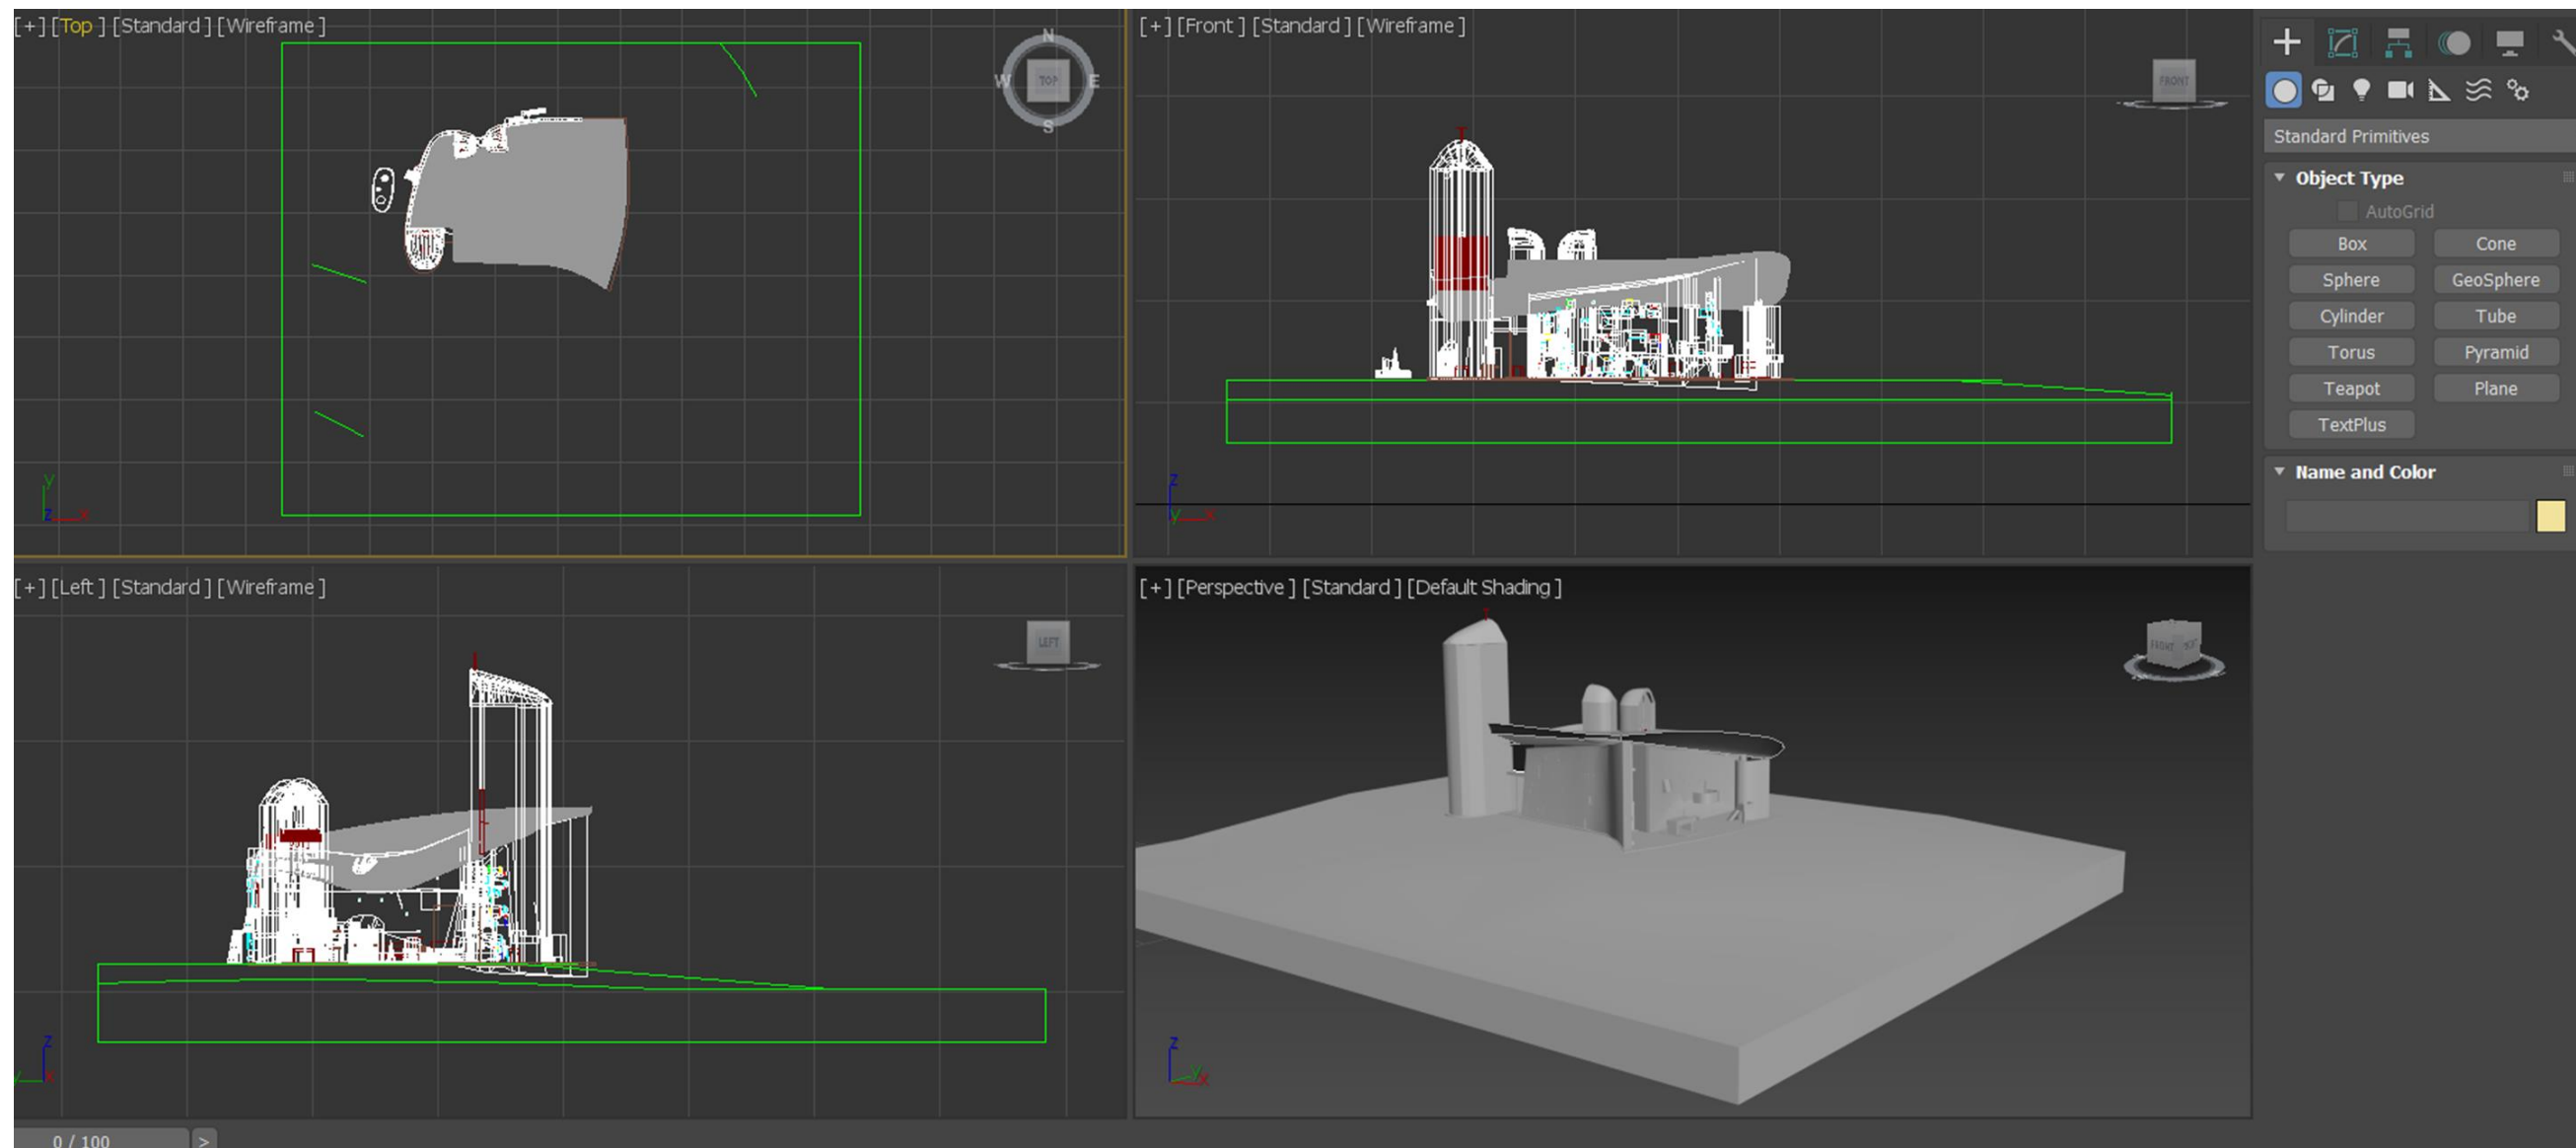 [+] [Top ] [Standard ] [Wireframe ]
N
W TOP E
S
y
z x
[+] [Front ] [Standard ] [Wireframe ]
FRONT
z
y x
Standard Primitives
Object Type
AutoGrid
Box Cone
Sphere GeoSphere
Cylinder Tube
Torus Pyramid
Teapot Plane
TextPlus
Name and Color
[+] [Left ] [Standard ] [Wireframe ]
LEFT
z
y x
[+] [Perspective ] [Standard ] [Default Shading ]
FRONT
z
y x
0 / 100 >